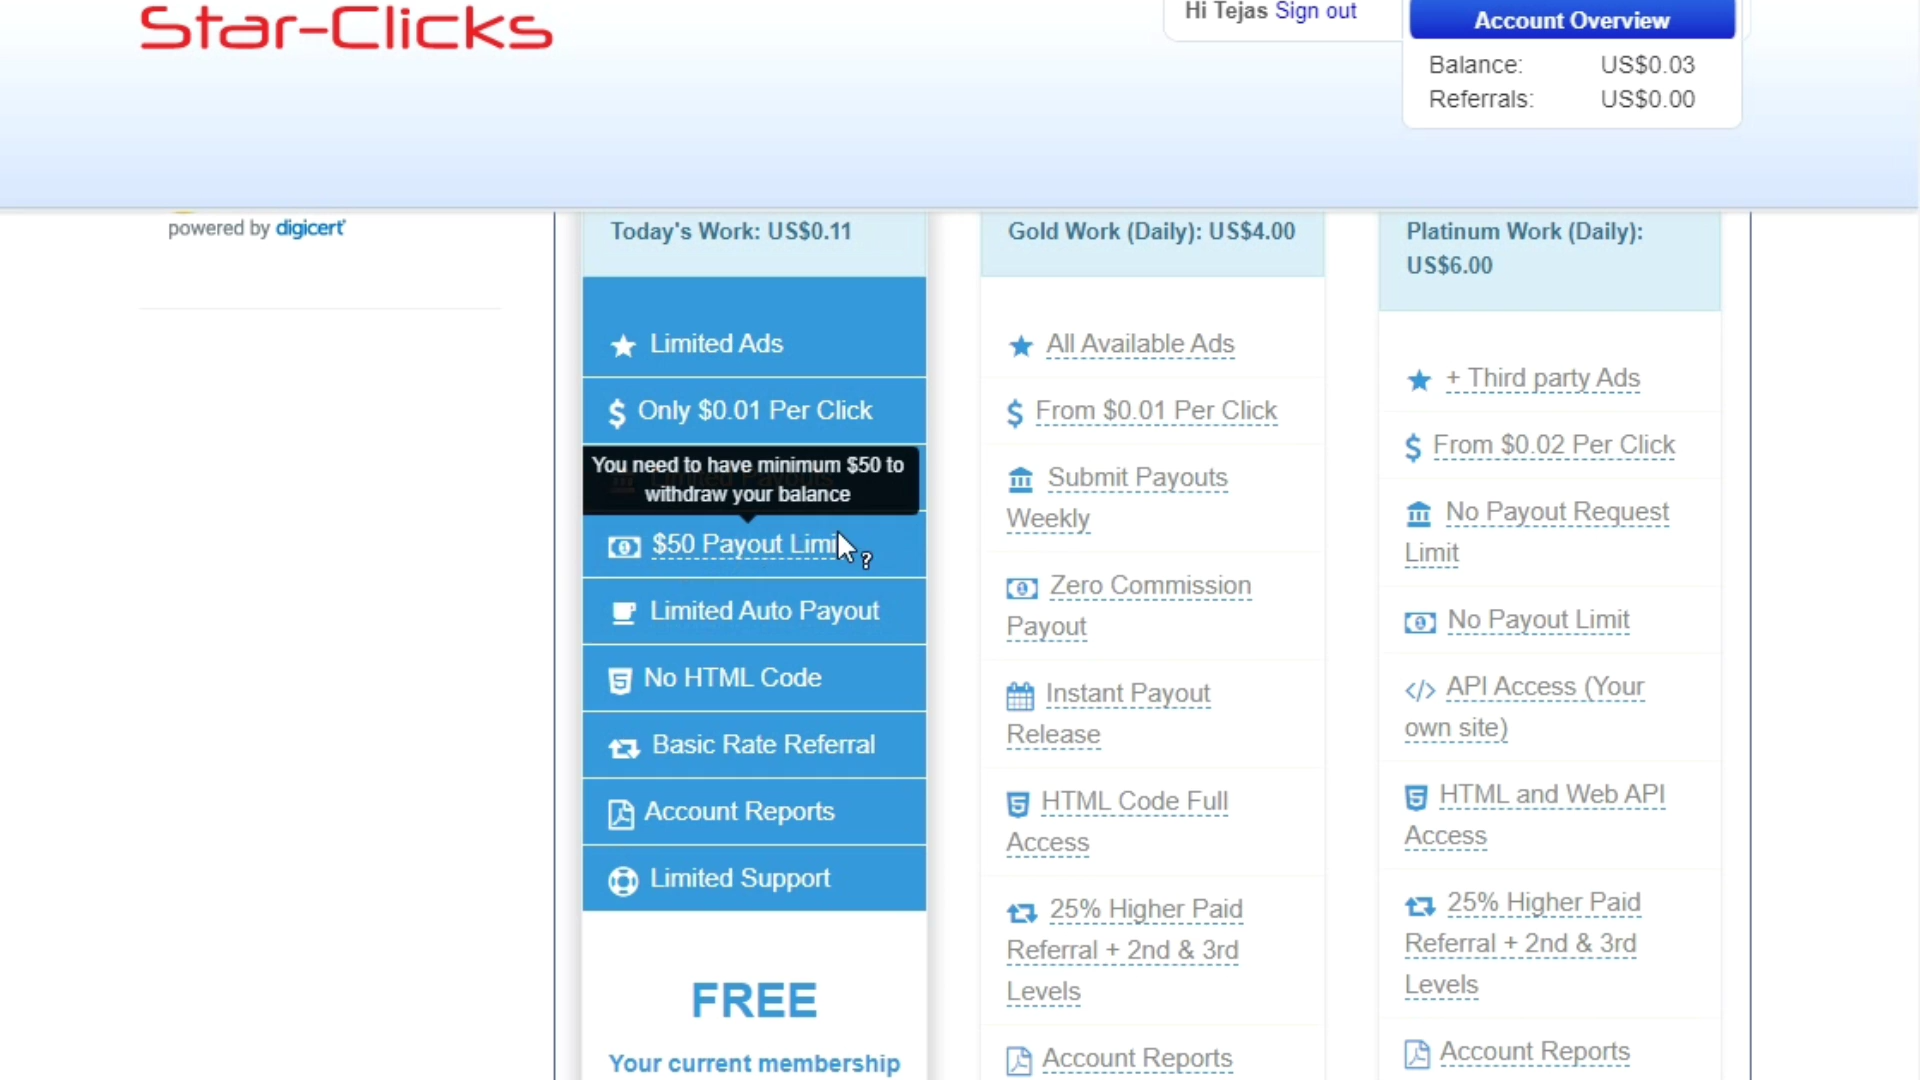 Star-Clicks
Hi Tejas Sign out
Account Overview
Balance: US$0.03
Referrals: US$0.00
powered by digicert
Today's Work: US$0.11
Limited Ads
Only $0.01 Per Click
You need to have minimum $50 to
withdraw your balance
$50 Payout Limi
Limited Auto Payout
No HTML Code
Basic Rate Referral
Account Reports
Limited Support
FREE
Your current membership
Gold Work (Daily): US$4.00
All Available Ads
From $0.01 Per Click
Submit Payouts
Weekly
Zero Commission
Payout
Instant Payout
Release
HTML Code Full
Access
25% Higher Paid
Referral + 2nd & 3rd
Levels
Account Reports
Platinum Work (Daily):
US$6.00
+ Third party Ads
From $0.02 Per Click
No Payout Request
Limit
No Payout Limit
API Access (Your
own site)
HTML and Web API
Access
25% Higher Paid
Referral + 2nd & 3rd
Levels
Account Reports